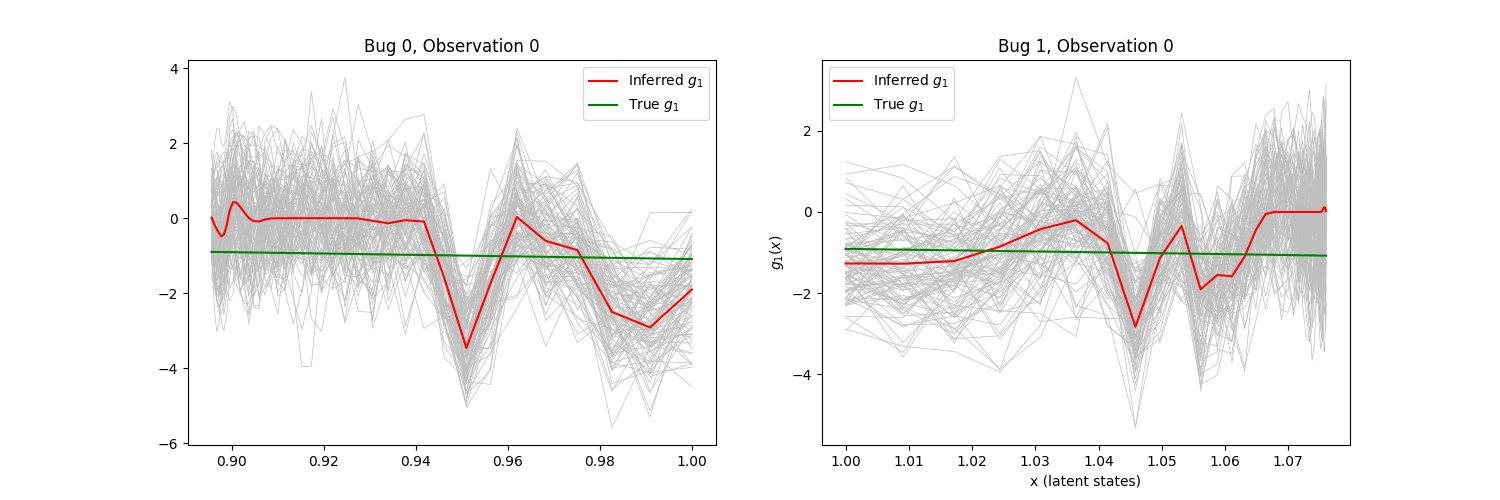 Bug 0, Observation 0
4
2
0
−2
−4
−6
Inferred g₁
True g₁
0.90 0.92 0.94 0.96 0.98 1.00
Bug 1, Observation 0
g₁(x)
2
0
−2
−4
Inferred g₁
True g₁
1.00 1.01 1.02 1.03 1.04 1.05 1.06 1.07
x (latent states)